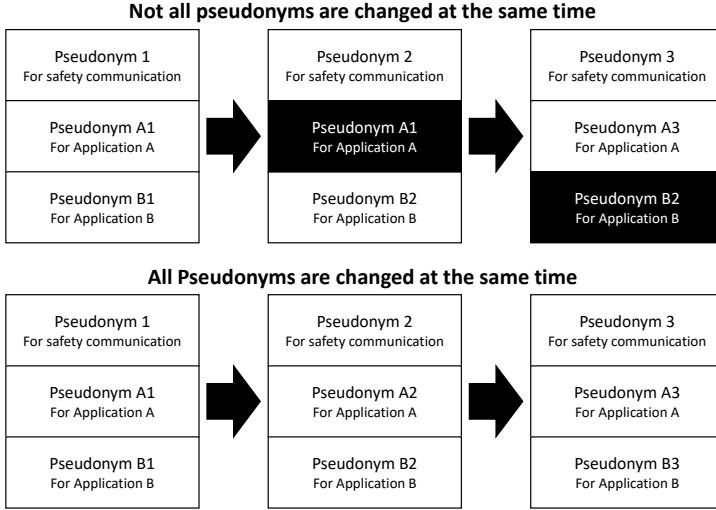 Not all pseudonyms are changed at the same time
Pseudonym 1
For safety communication
Pseudonym A1
For Application A
Pseudonym B1
For Application B
Pseudonym 2
For safety communication
Pseudonym A1
For Application A
Pseudonym B2
For Application B
Pseudonym 3
For safety communication
Pseudonym A3
For Application A
Pseudonym B2
For Application B
All Pseudonyms are changed at the same time
Pseudonym 1
For safety communication
Pseudonym A1
For Application A
Pseudonym B1
For Application B
Pseudonym 2
For safety communication
Pseudonym A2
For Application A
Pseudonym B2
For Application B
Pseudonym 3
For safety communication
Pseudonym A3
For Application A
Pseudonym B3
For Application B